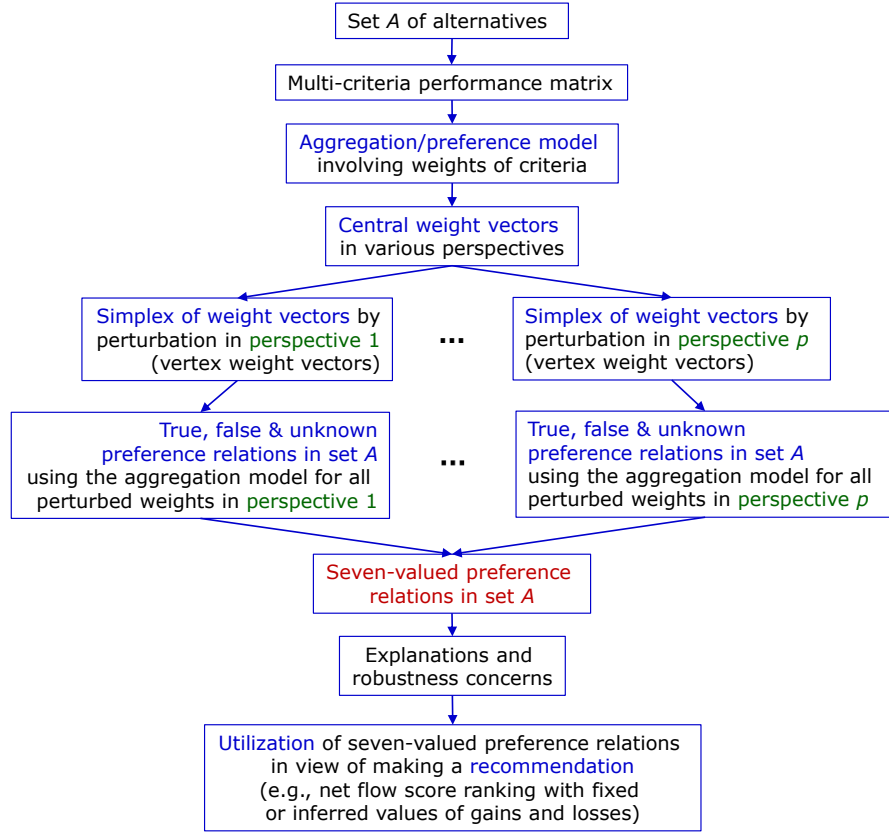 Set A of alternatives
Multi-criteria performance matrix
Aggregation/preference model
involving weights of criteria
Central weight vectors
in various perspectives
Simplex of weight vectors by
perturbation in perspective 1
(vertex weight vectors)
...
Simplex of weight vectors by
perturbation in perspective p
(vertex weight vectors)
True, false & unknown
preference relations in set A
using the aggregation model for all
perturbed weights in perspective 1
...
True, false & unknown
preference relations in set A
using the aggregation model for all
perturbed weights in perspective p
Seven-valued preference
relations in set A
Explanations and
robustness concerns
Utilization of seven-valued preference relations
in view of making a recommendation
(e.g., net flow score ranking with fixed
or inferred values of gains and losses)